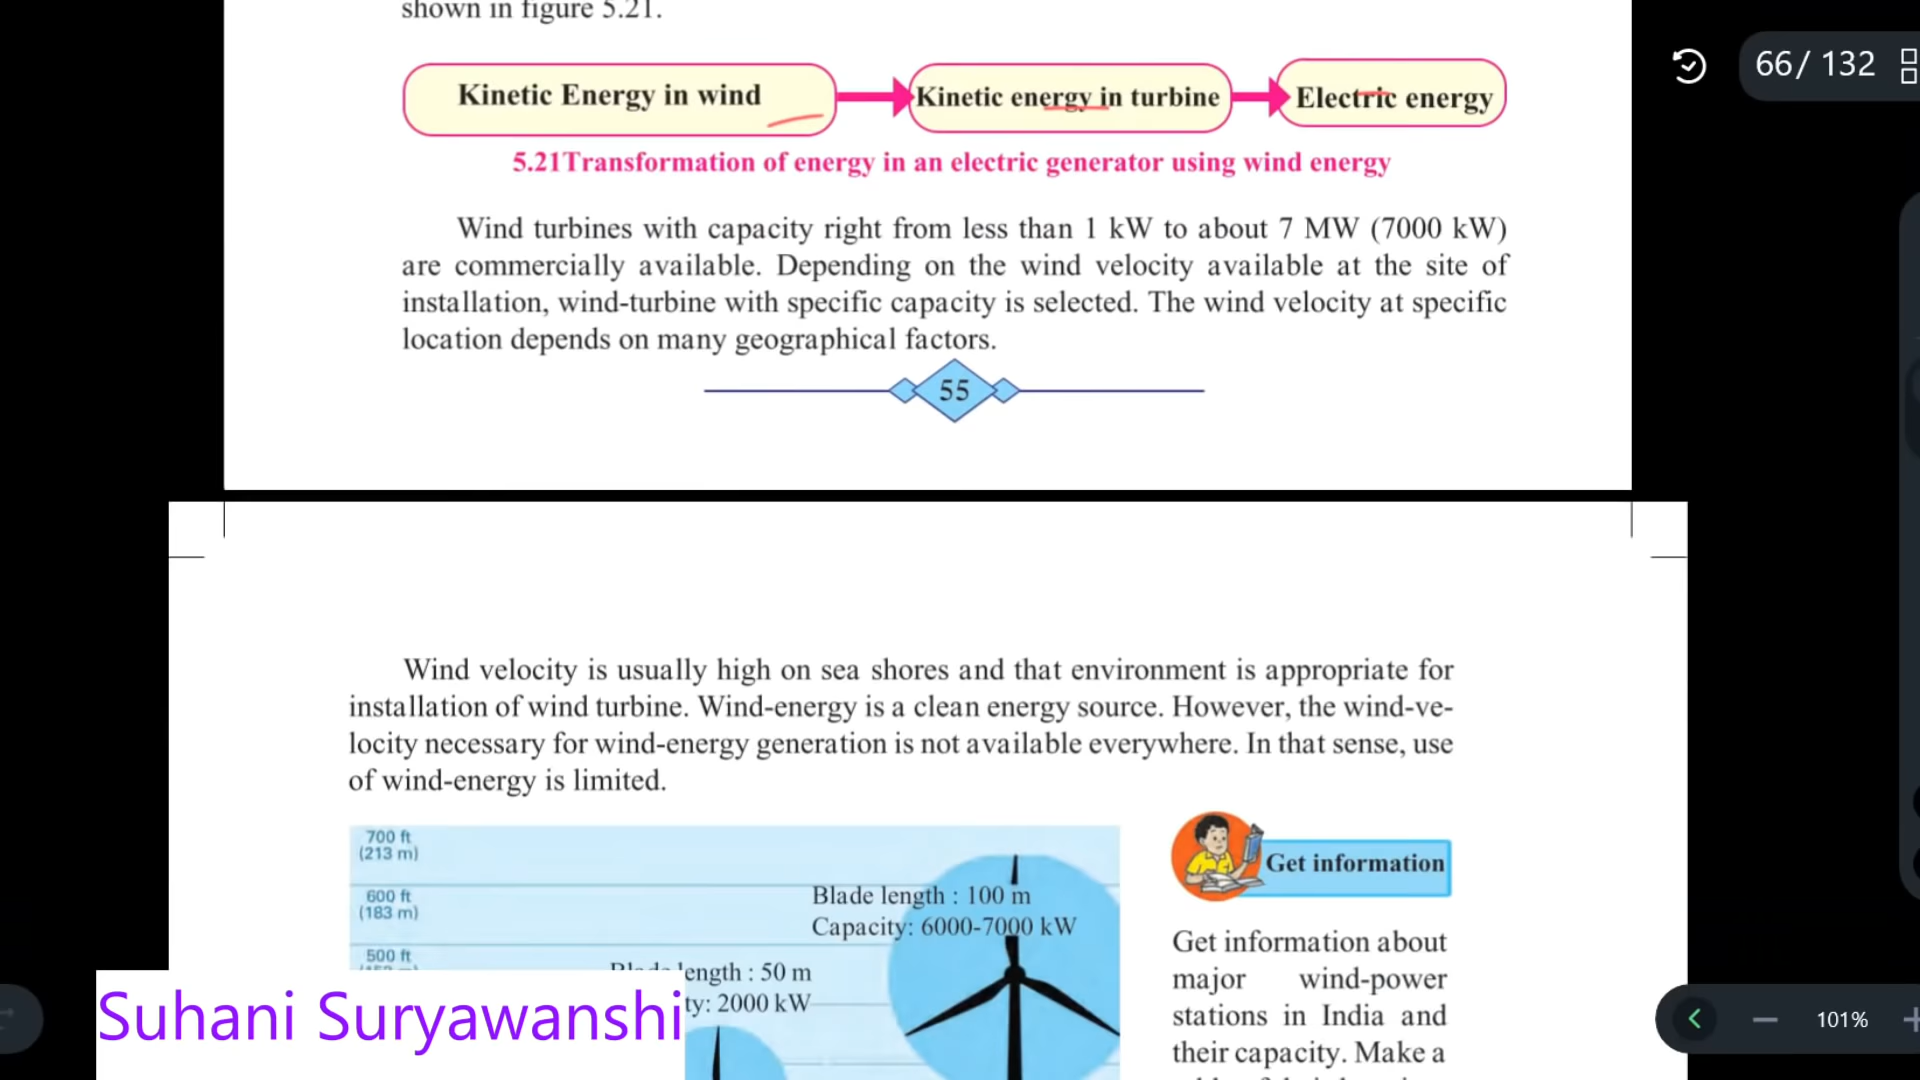 shown in figure 5.21.
66/ 132
Kinetic Energy in wind
Kinetic energy in turbine
Electric energy
5.21Transformation of energy in an electric generator using wind energy
Wind turbines with capacity right from less than 1 kW to about 7 MW (7000 kW)
are commercially available. Depending on the wind velocity available at the site of
installation, wind-turbine with specific capacity is selected. The wind velocity at specific
location depends on many geographical factors.
55
Wind velocity is usually high on sea shores and that environment is appropriate for
installation of wind turbine. Wind-energy is a clean energy source. However, the wind-ve-
locity necessary for wind-energy generation is not available everywhere. In that sense, use
of wind-energy is limited.
700 ft
(213 m)
600 ft
(183 m)
500 ft
Blade length : 100 m
Capacity: 6000-7000 kW
length : 50 m
2000 kW
Get information
Get information about
major wind-power
stations in India and
their capacity. Make a
Suhani Suryawanshi
101%